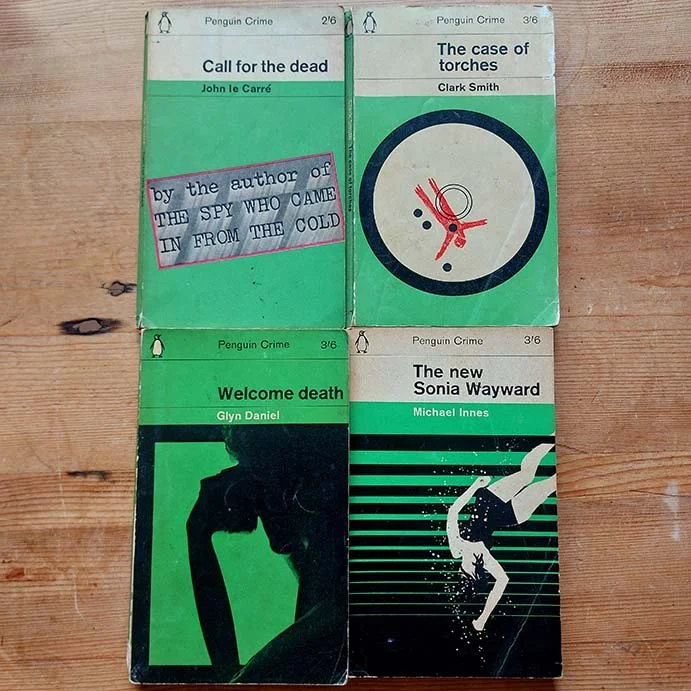 Penguin Crime 2'6
Call for the dead
John le Carré
by the author of
THE SPY WHO CAME
IN FROM THE COLD
Penguin Crime 3'6
The case of
torches
Clark Smith
Penguin Crime 3'6
Welcome death
Glyn Daniel
Penguin Crime 3'6
The new
Sonia Wayward
Michael Innes